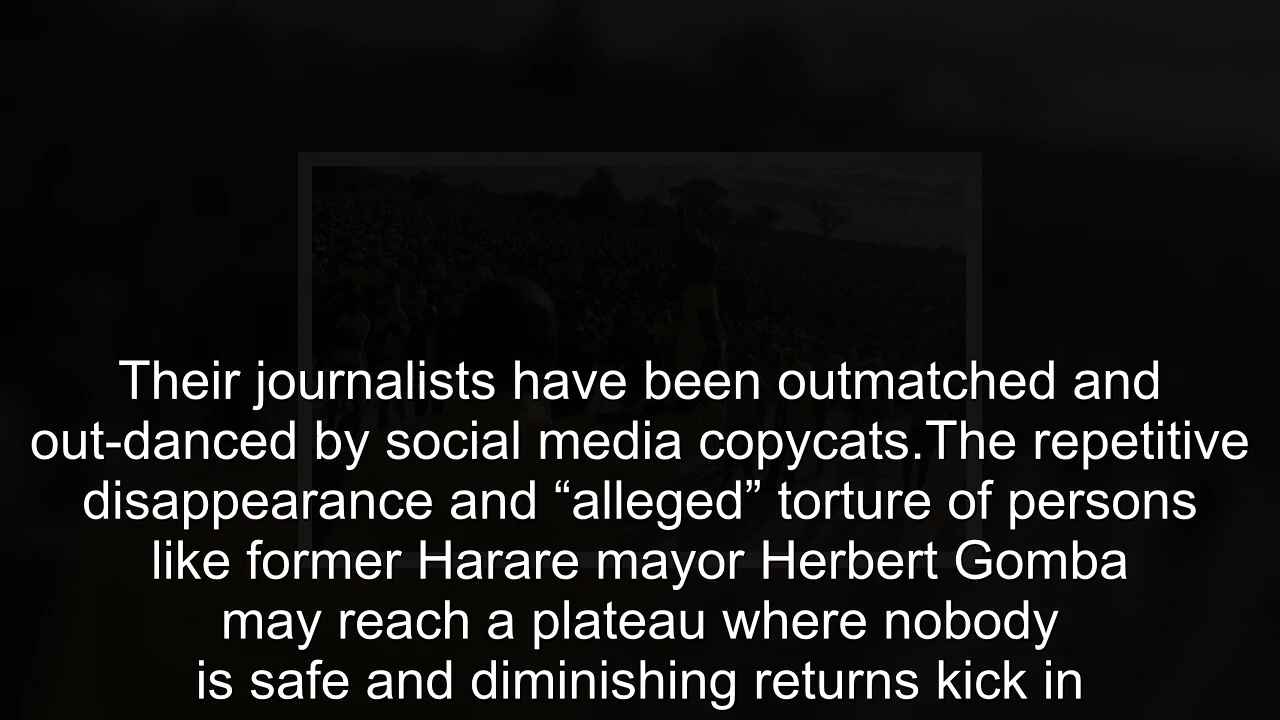 Their journalists have been outmatched and
out-danced by social media copycats.The repetitive
disappearance and “alleged” torture of persons
like former Harare mayor Herbert Gomba
may reach a plateau where nobody
is safe and diminishing returns kick in